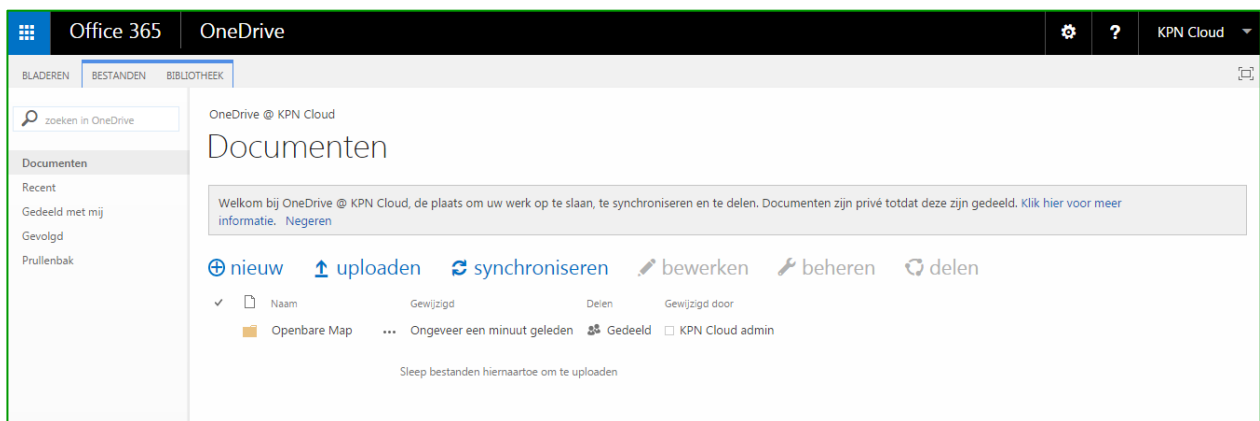 Office 365 OneDrive ? KPN Cloud
BLADEREN BESTANDEN BIBLIOTHEEK
zoeken in OneDrive
Documenten
Recent
Gedeeld met mij
Gevolgd
Prullenbak
OneDrive @ KPN Cloud
Documenten
Welkom bij OneDrive @ KPN Cloud, de plaats om uw werk op te slaan, te synchroniseren en te delen. Documenten zijn privé totdat deze zijn gedeeld. Klik hier voor meer
informatie. Negeren
nieuw uploaden synchroniseren bewerken beheren delen
Naam Gewijzigd Delen Gewijzigd door
Openbare Map ... Ongeveer een minuut geleden Gedeeld KPN Cloud admin
Sleep bestanden hiernaartoe om te uploaden